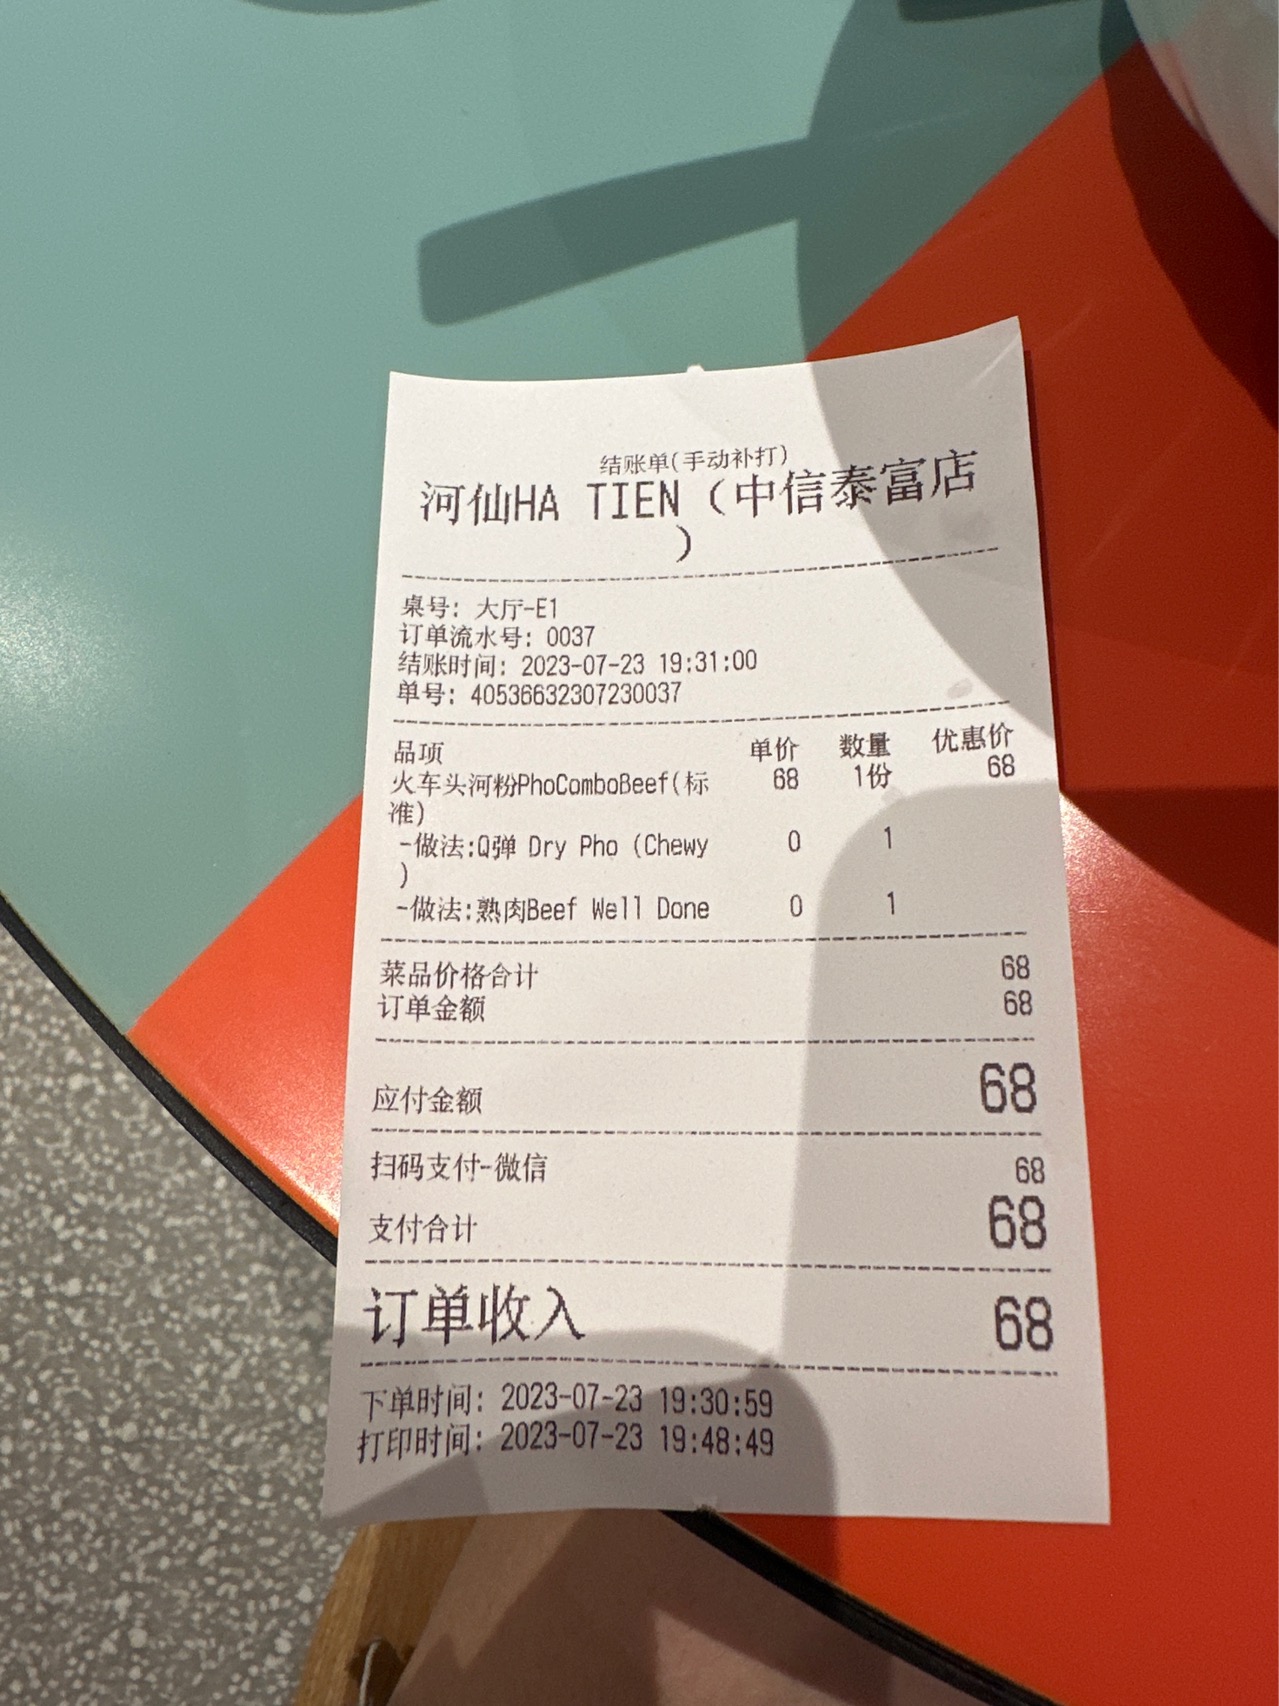 结账单(手动补打)
河仙HA TIEN（中信泰富店
）
桌号: 大厅-E1
订单流水号: 0037
结账时间: 2023-07-23 19:31:00
单号: 40536632307230037
品项 单价 数量 优惠价
火车头河粉PhoComboBeef(标 68 1份 68
准)
-做法:Q弹 Dry Pho (Chewy 0 1
)
-做法:熟肉Beef Well Done 0 1
菜品价格合计 68
订单金额 68
应付金额 68
扫码支付-微信 68
支付合计 68
订单收入 68
下单时间: 2023-07-23 19:30:59
打印时间: 2023-07-23 19:48:49